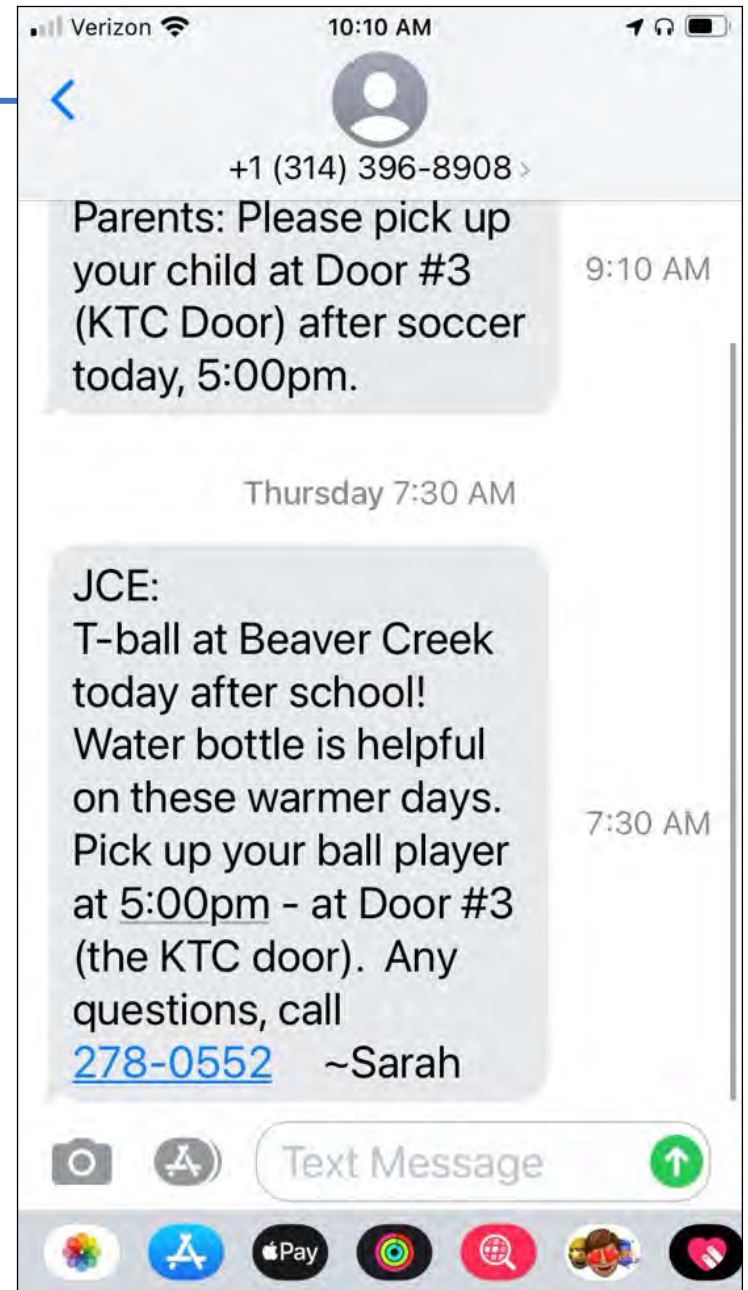 Verizon 10:10 AM
+1 (314) 396-8908 >
Parents: Please pick up
your child at Door #3
(KTC Door) after soccer
today, 5:00pm.
9:10 AM
Thursday 7:30 AM
JCE:
T-ball at Beaver Creek
today after school!
Water bottle is helpful
on these warmer days.
Pick up your ball player
at 5:00pm - at Door #3
(the KTC door).  Any
questions, call
278-0552    ~Sarah
7:30 AM
Text Message
Pay